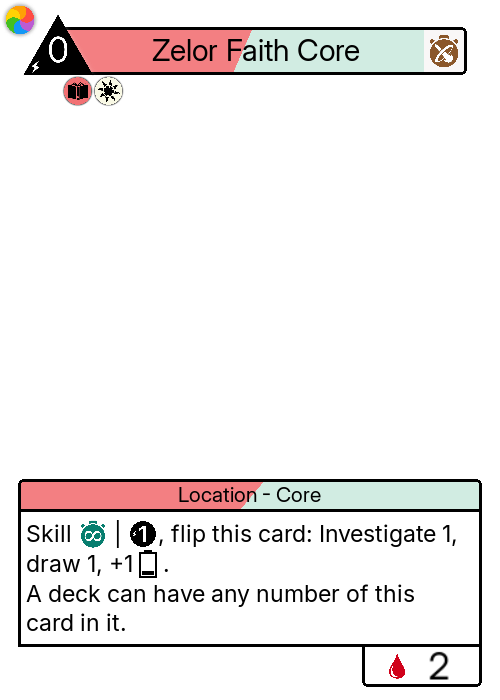 0
Zelor Faith Core
Location - Core
Skill ∞ | 1, flip this card: Investigate 1,
draw 1, +1 .
A deck can have any number of this
card in it.
2